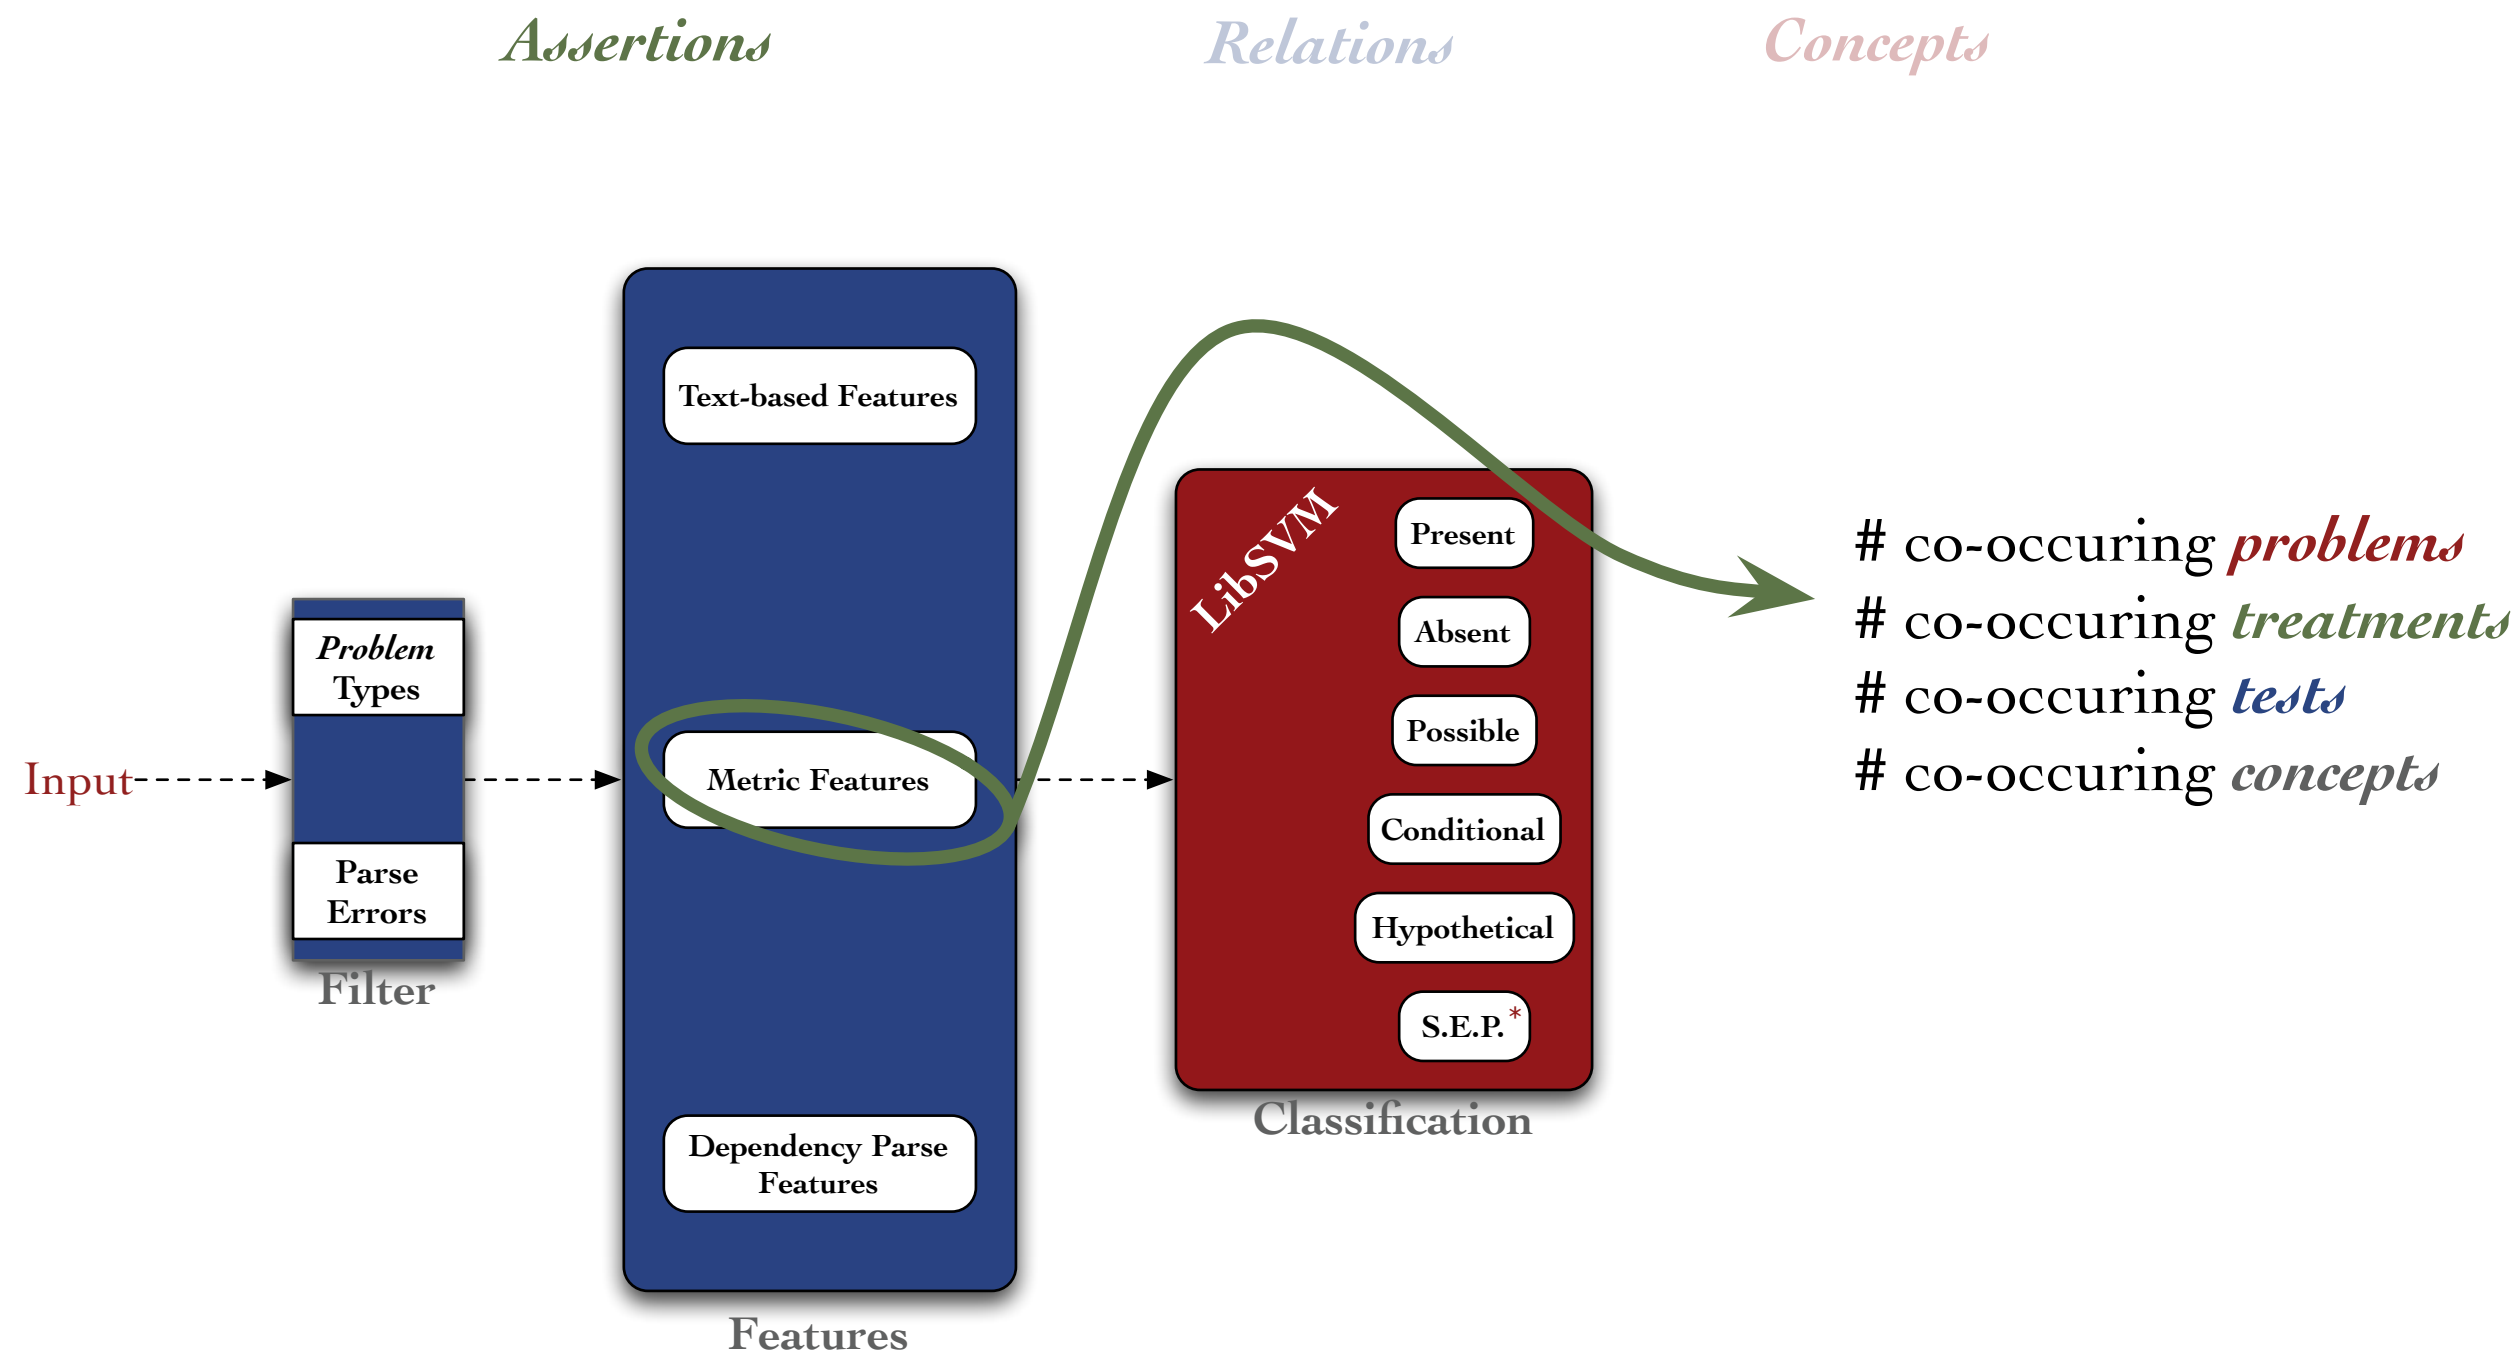 Assertions
Relations
Concepts
Input
Problem
Types
Parse
Errors
Filter
Text-based Features
Metric Features
Dependency Parse
Features
Features
LibSVM
Present
Absent
Possible
Conditional
Hypothetical
S.E.P.*
Classification
# co-occuring problems
# co-occuring treatments
# co-occuring tests
# co-occuring concepts